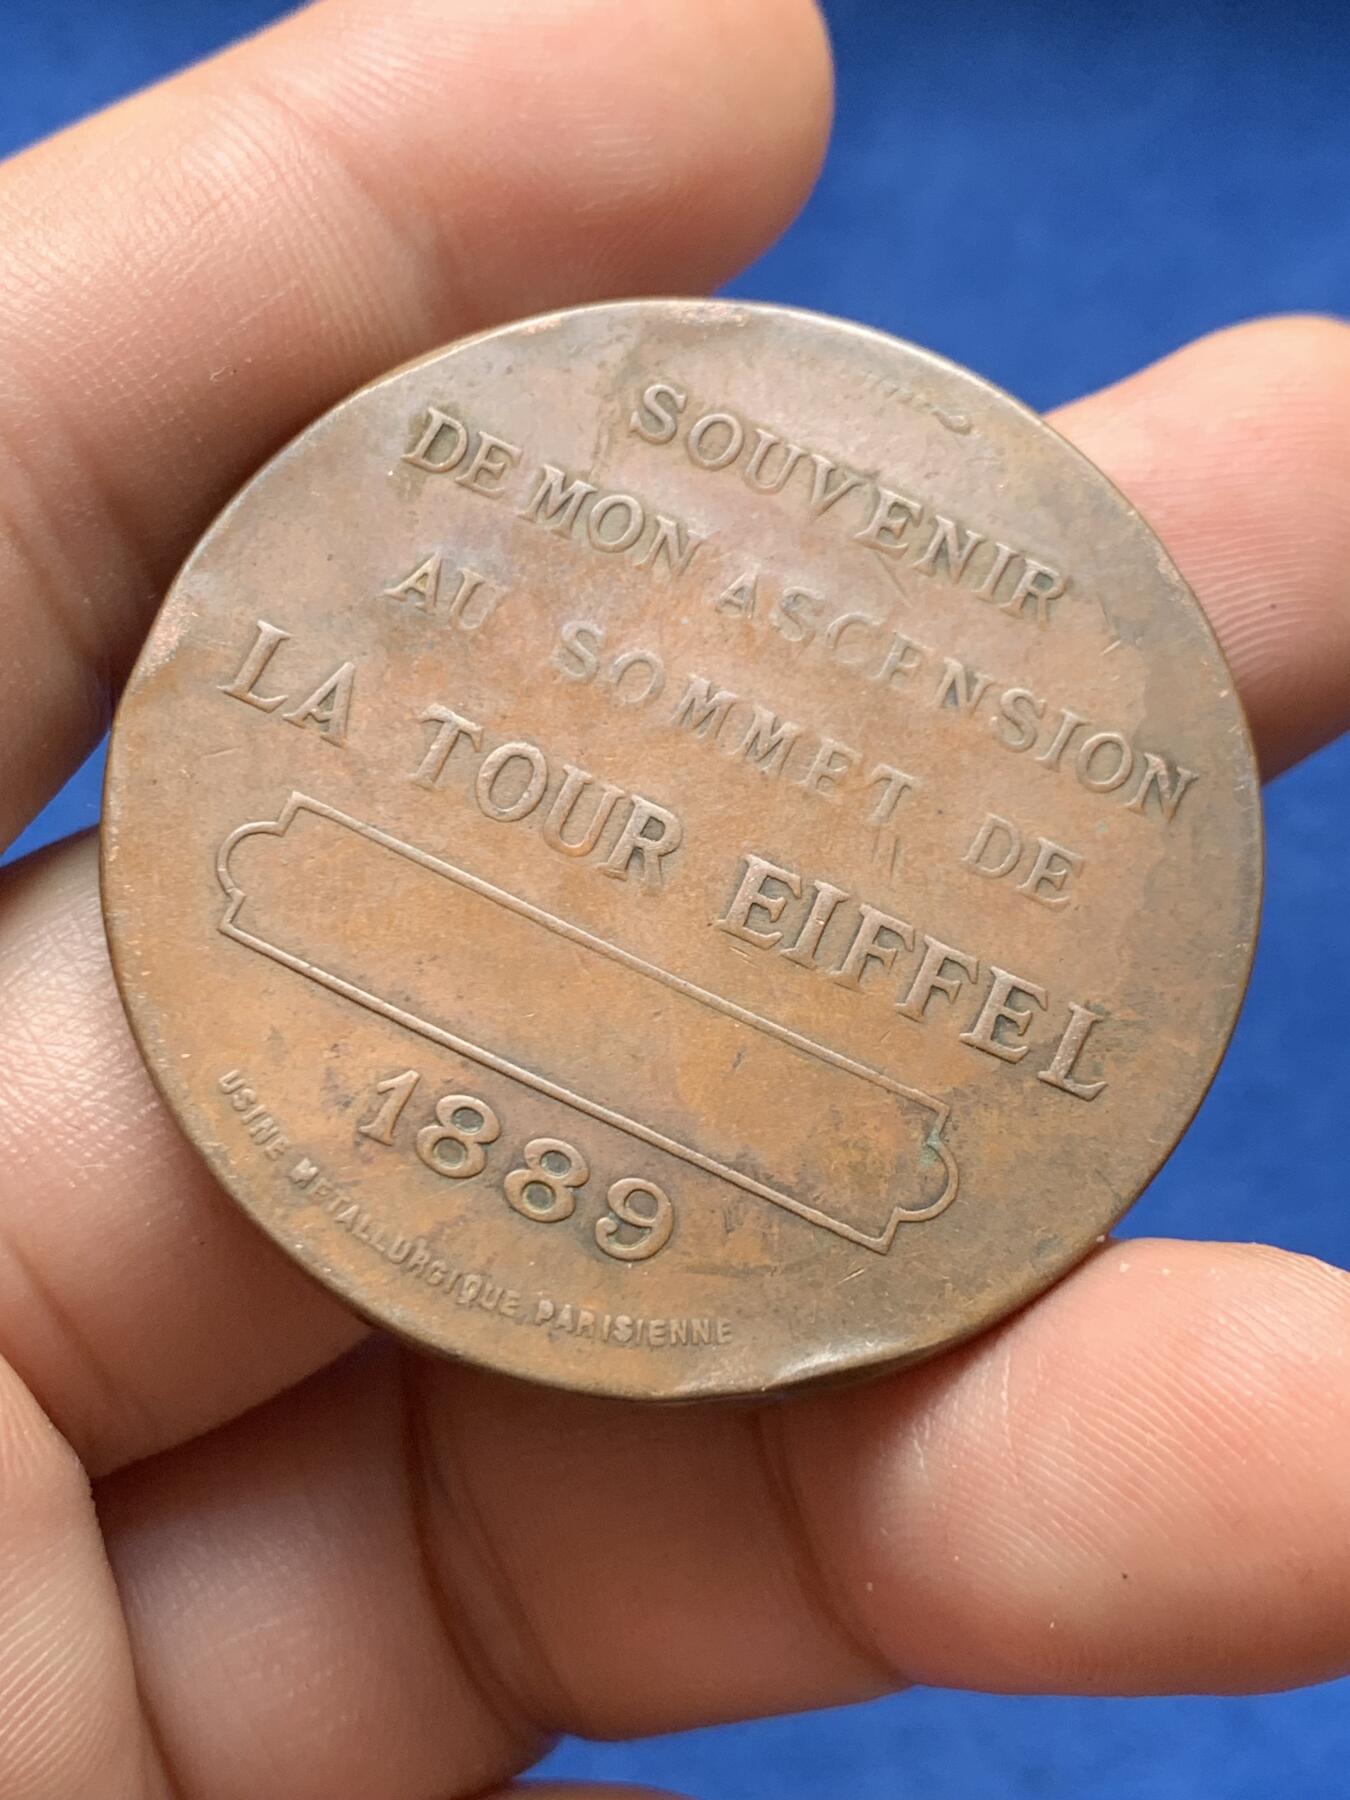 SOUVENIR
DE MON ASCENSION
AU SOMMET DE
LA TOUR EIFFEL
1889
USINE METALLURGIQUE PARISIENNE